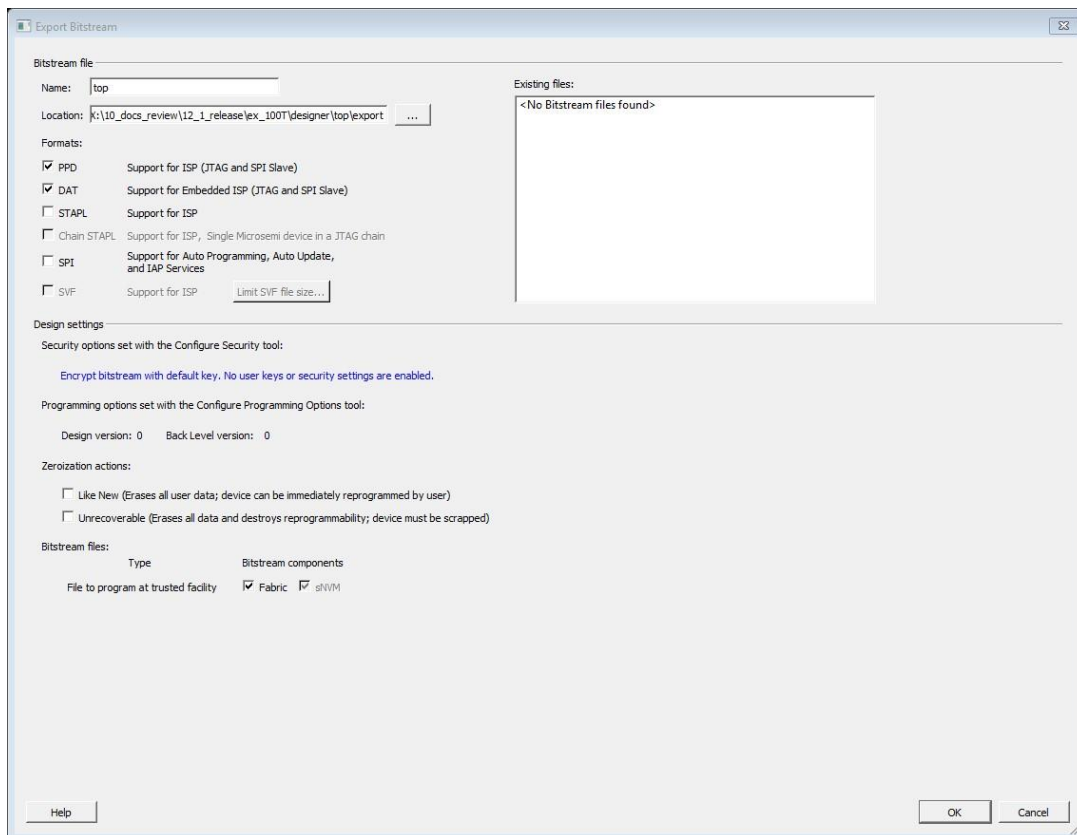 Export Bitstream
Bitstream file
Name: top
Location: X:\10_docs_review\12_1_release\ex_100T\designer\top\export ...
Formats:
PPD Support for ISP (JTAG and SPI Slave)
DAT Support for Embedded ISP (JTAG and SPI Slave)
STAPL Support for ISP
Chain STAPL Support for ISP, Single Microsemi device in a JTAG chain
SPI Support for Auto Programming, Auto Update,
and IAP Services
SVF Support for ISP Limit SVF file size...
Existing files:
<No Bitstream files found>
Design settings
Security options set with the Configure Security tool:
Encrypt bitstream with default key. No user keys or security settings are enabled.
Programming options set with the Configure Programming Options tool:
Design version: 0 Back Level version: 0
Zeroization actions:
Like New (Erases all user data; device can be immediately reprogrammed by user)
Unrecoverable (Erases all data and destroys reprogrammability; device must be scrapped)
Bitstream files:
Type Bitstream components
File to program at trusted facility Fabric sNVM
Help OK Cancel